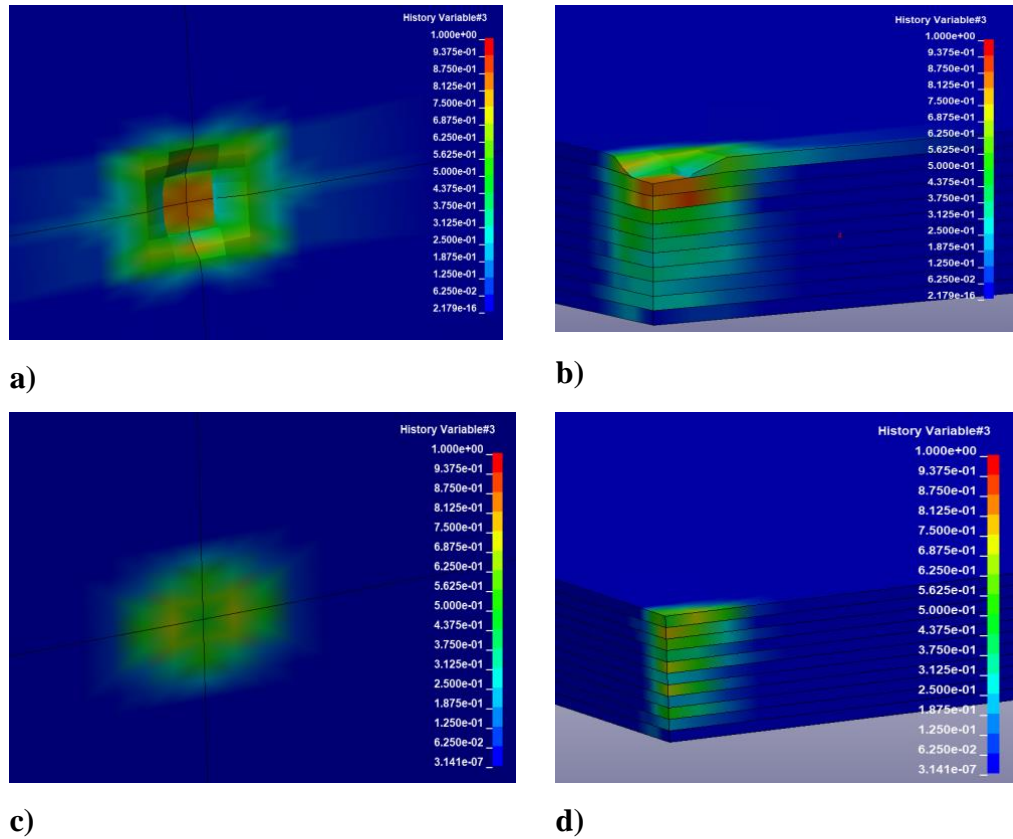 History Variable#3
1.000e+00
9.375e-01
8.750e-01
8.125e-01
7.500e-01
6.875e-01
6.250e-01
5.625e-01
5.000e-01
4.375e-01
3.750e-01
3.125e-01
2.500e-01
1.875e-01
1.250e-01
6.250e-02
2.179e-16
a)
History Variable#3
1.000e+00
9.375e-01
8.750e-01
8.125e-01
7.500e-01
6.875e-01
6.250e-01
5.625e-01
5.000e-01
4.375e-01
3.750e-01
3.125e-01
2.500e-01
1.875e-01
1.250e-01
6.250e-02
2.179e-16
b)
History Variable#3
1.000e+00
9.375e-01
8.750e-01
8.125e-01
7.500e-01
6.875e-01
6.250e-01
5.625e-01
5.000e-01
4.375e-01
3.750e-01
3.125e-01
2.500e-01
1.875e-01
1.250e-01
6.250e-02
3.141e-07
c)
History Variable#3
1.000e+00
9.375e-01
8.750e-01
8.125e-01
7.500e-01
6.875e-01
6.250e-01
5.625e-01
5.000e-01
4.375e-01
3.750e-01
3.125e-01
2.500e-01
1.875e-01
1.250e-01
6.250e-02
3.141e-07
d)